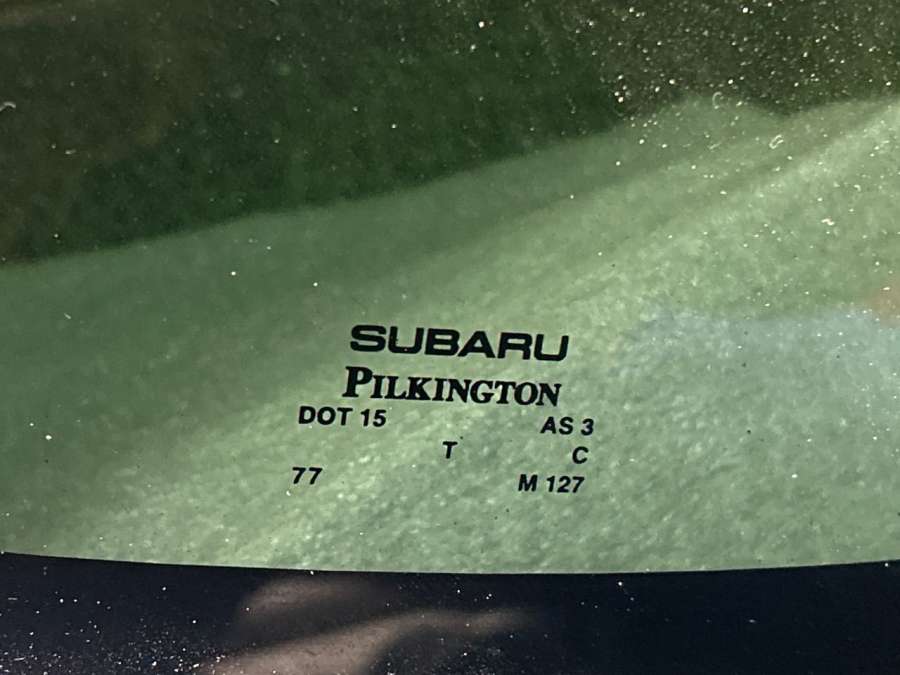 SUBARU
PILKINGTON
DOT 15 AS 3
T C
77 M 127